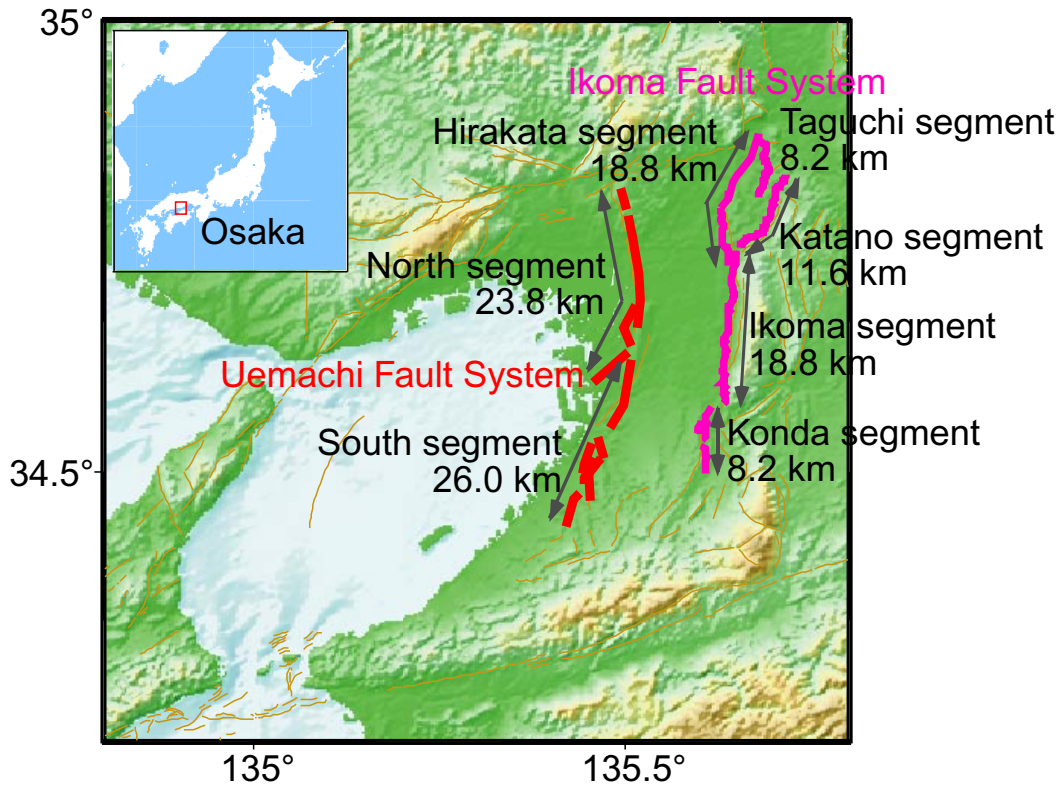 35°
Ikoma Fault System
Hirakata segment
18.8 km
Taguchi segment
8.2 km
Osaka
North segment
23.8 km
Katano segment
11.6 km
Ikoma segment
18.8 km
Uemachi Fault System
South segment
26.0 km
Konda segment
8.2 km
34.5°
135°
135.5°